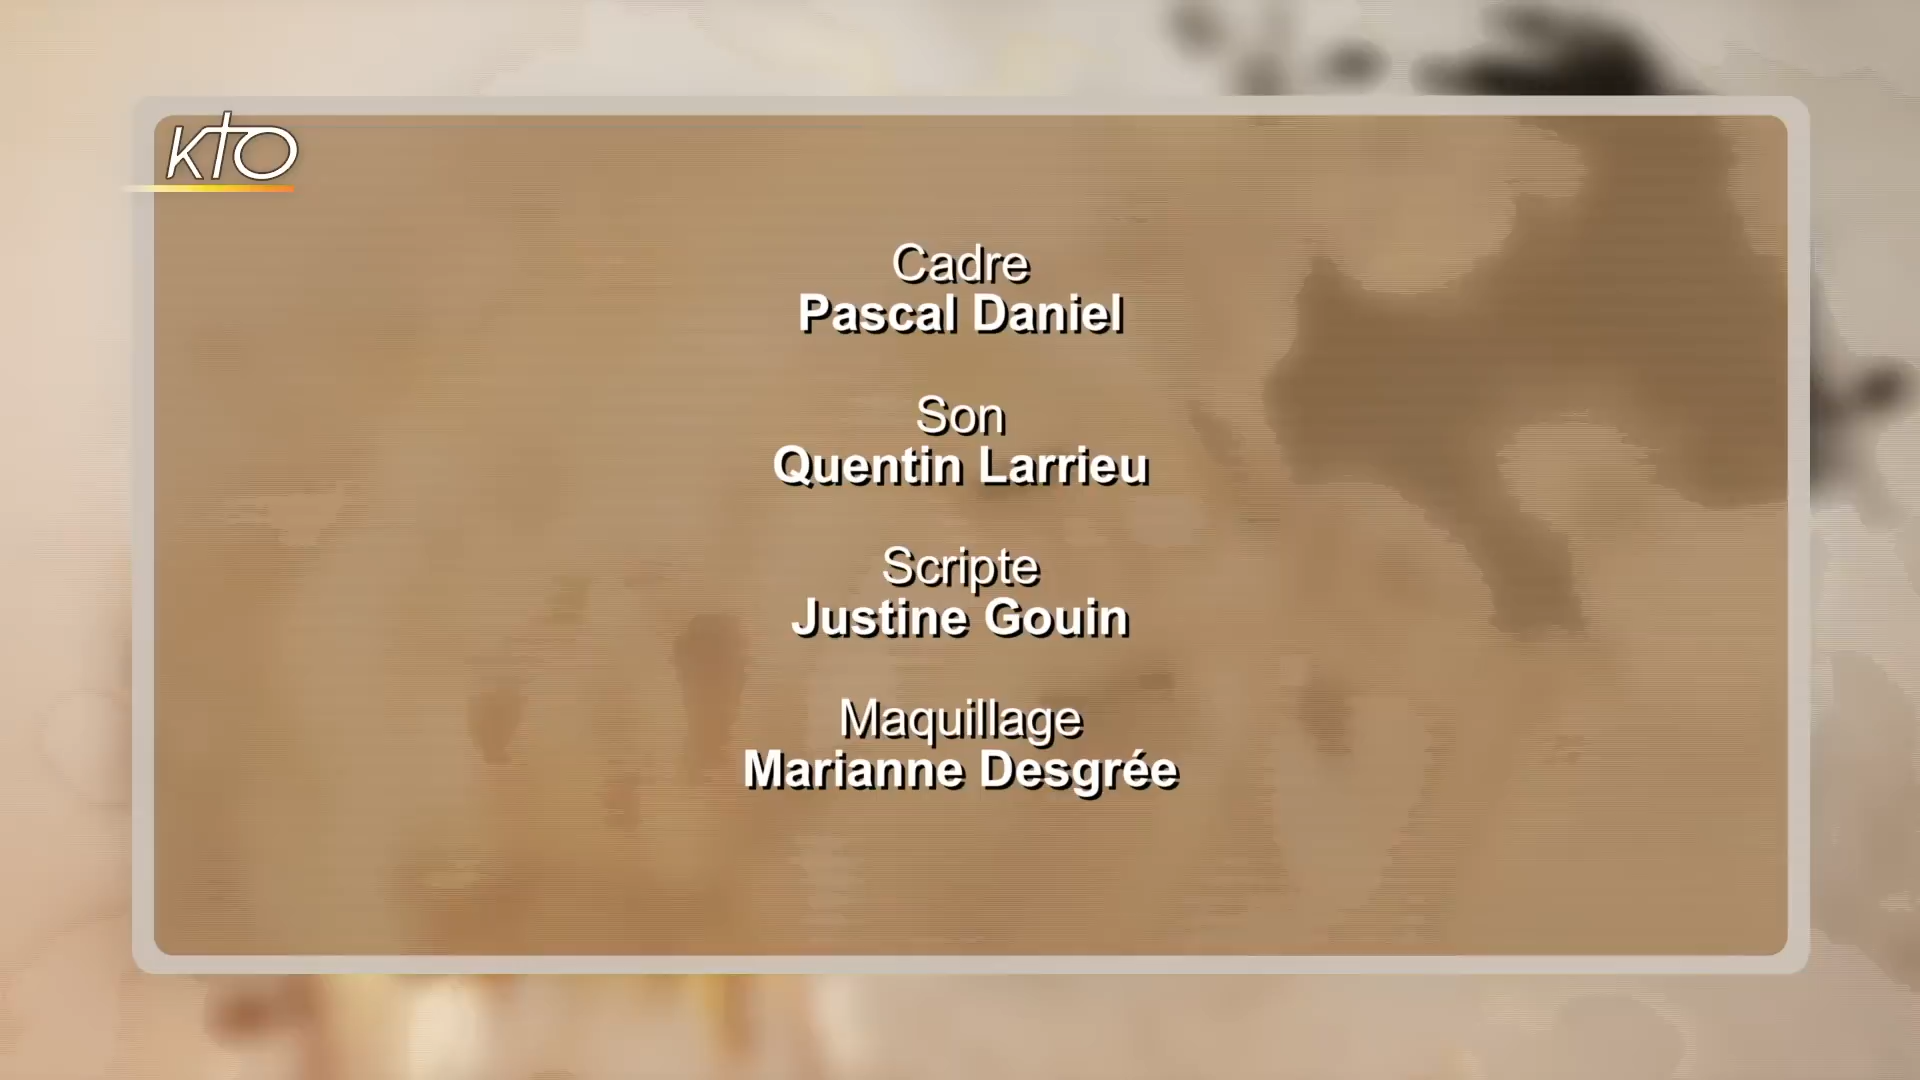 KTO
Cadre
Pascal Daniel
Son
Quentin Larrieu
Scripte
Justine Gouin
Maquillage
Marianne Desgrée